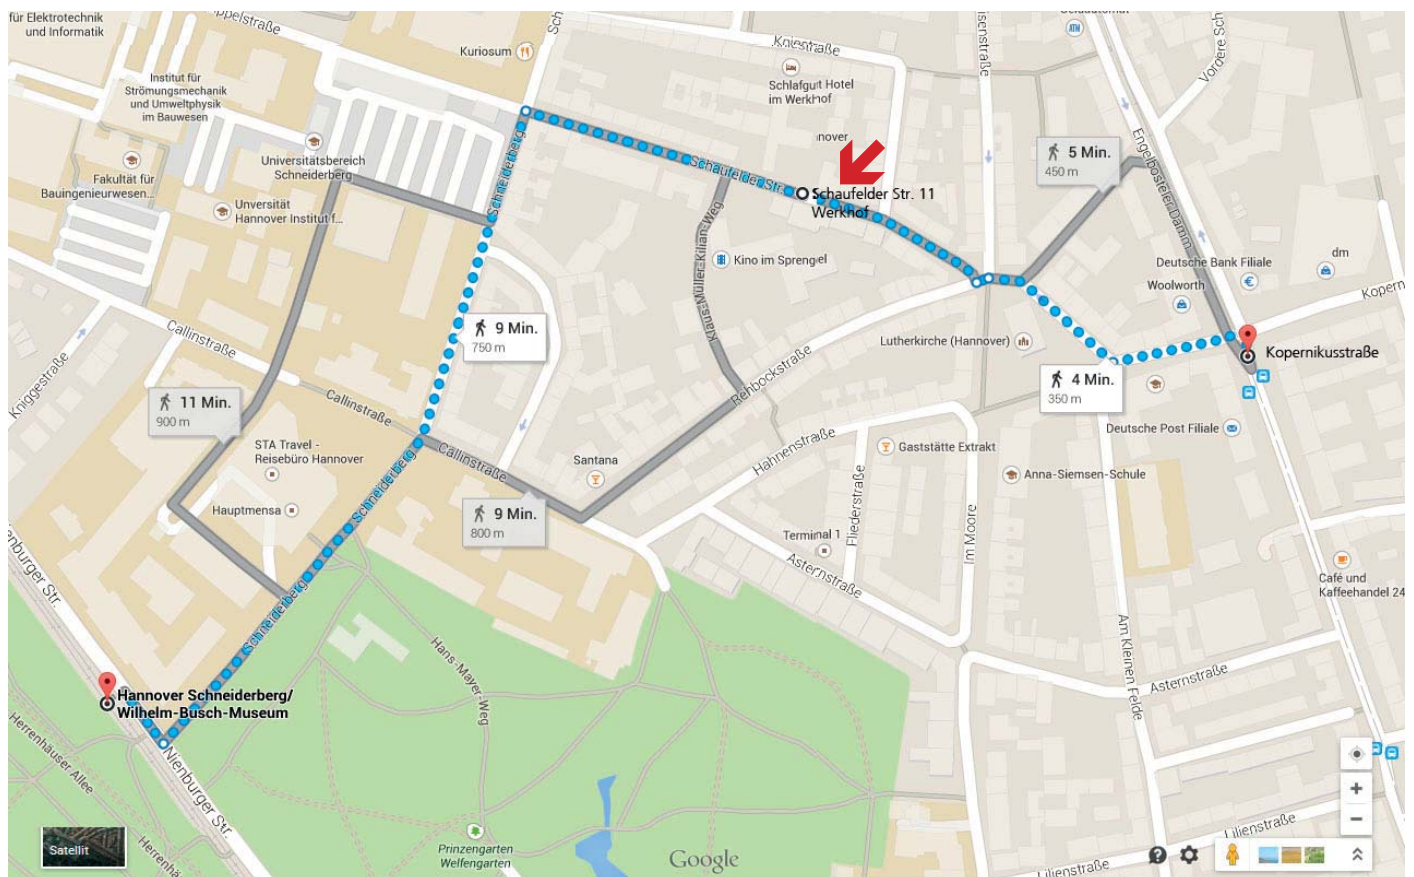 für Elektrotechnik
und Informatik
Kuriosum
Kniestraße
Schlafgut Hotel
im Werkhof
ATM
Institut für
Strömungsmechanik
und Umweltphysik
im Bauwesen
Universitätsbereich
Schneiderberg
Fakultät für
Bauingenieurwesen...
Unversität
Hannover Institut f...
Schneiderberg
Schaufelder Str.
Schaufelder Str. 11
Werkhof
5 Min.
450 m
Engelbosteler Damm
Deutsche Bank Filiale
dm
Woolworth
Kopern
Kopernikusstraße
Kino im Sprengel
Klaus-Müller-Kilian-Weg
Lutherkirche (Hannover)
Rehbockstraße
9 Min.
750 m
4 Min.
350 m
Callinstraße
Kniggestraße
11 Min.
900 m
Callinstraße
Callinstraße
STA Travel -
Reisebüro Hannover
Hauptmensa
Schneiderberg
Santana
9 Min.
800 m
Hahnenstraße
Gaststätte Extrakt
Deutsche Post Filiale
Anna-Siemsen-Schule
Fliederstraße
Im Moore
Terminal 1
Asternstraße
Café und
Kaffeehandel 24
Am Kleinen Felde
Asternstraße
Schneiderberg
Hans-Mayer-Weg
Hannover Schneiderberg/
Wilhelm-Busch-Museum
Nienburger Str.
Herrenhäuser Allee
Prinzengarten
Welfengarten
Lilienstraße
Lilienstraße
Satellit
Google